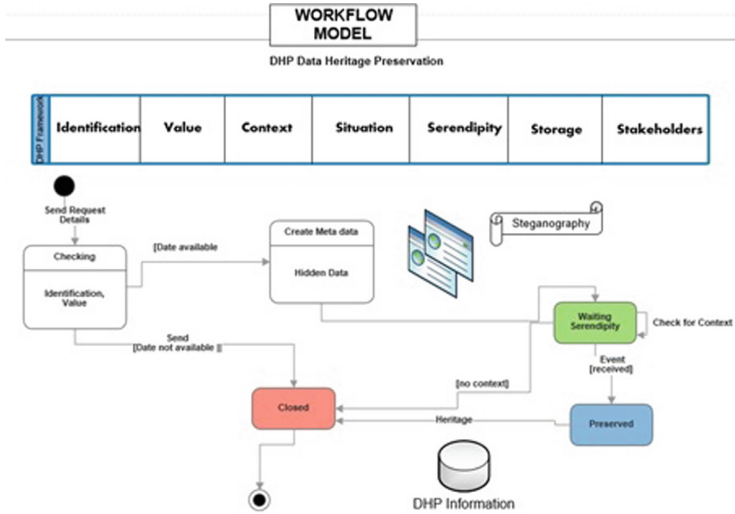 WORKFLOW
MODEL
DHP Data Heritage Preservation
DHP Framework
Identification
Value
Context
Situation
Serendipity
Storage
Stakeholders
Send Request
Details
Checking
Identification,
Value
[Date available
Create Meta data
Hidden Data
Steganography
Waiting
Serendipity
Check for Context
Send
[Date not available ||
Event
[received]
[no context]
Closed
Heritage
Preserved
DHP Information